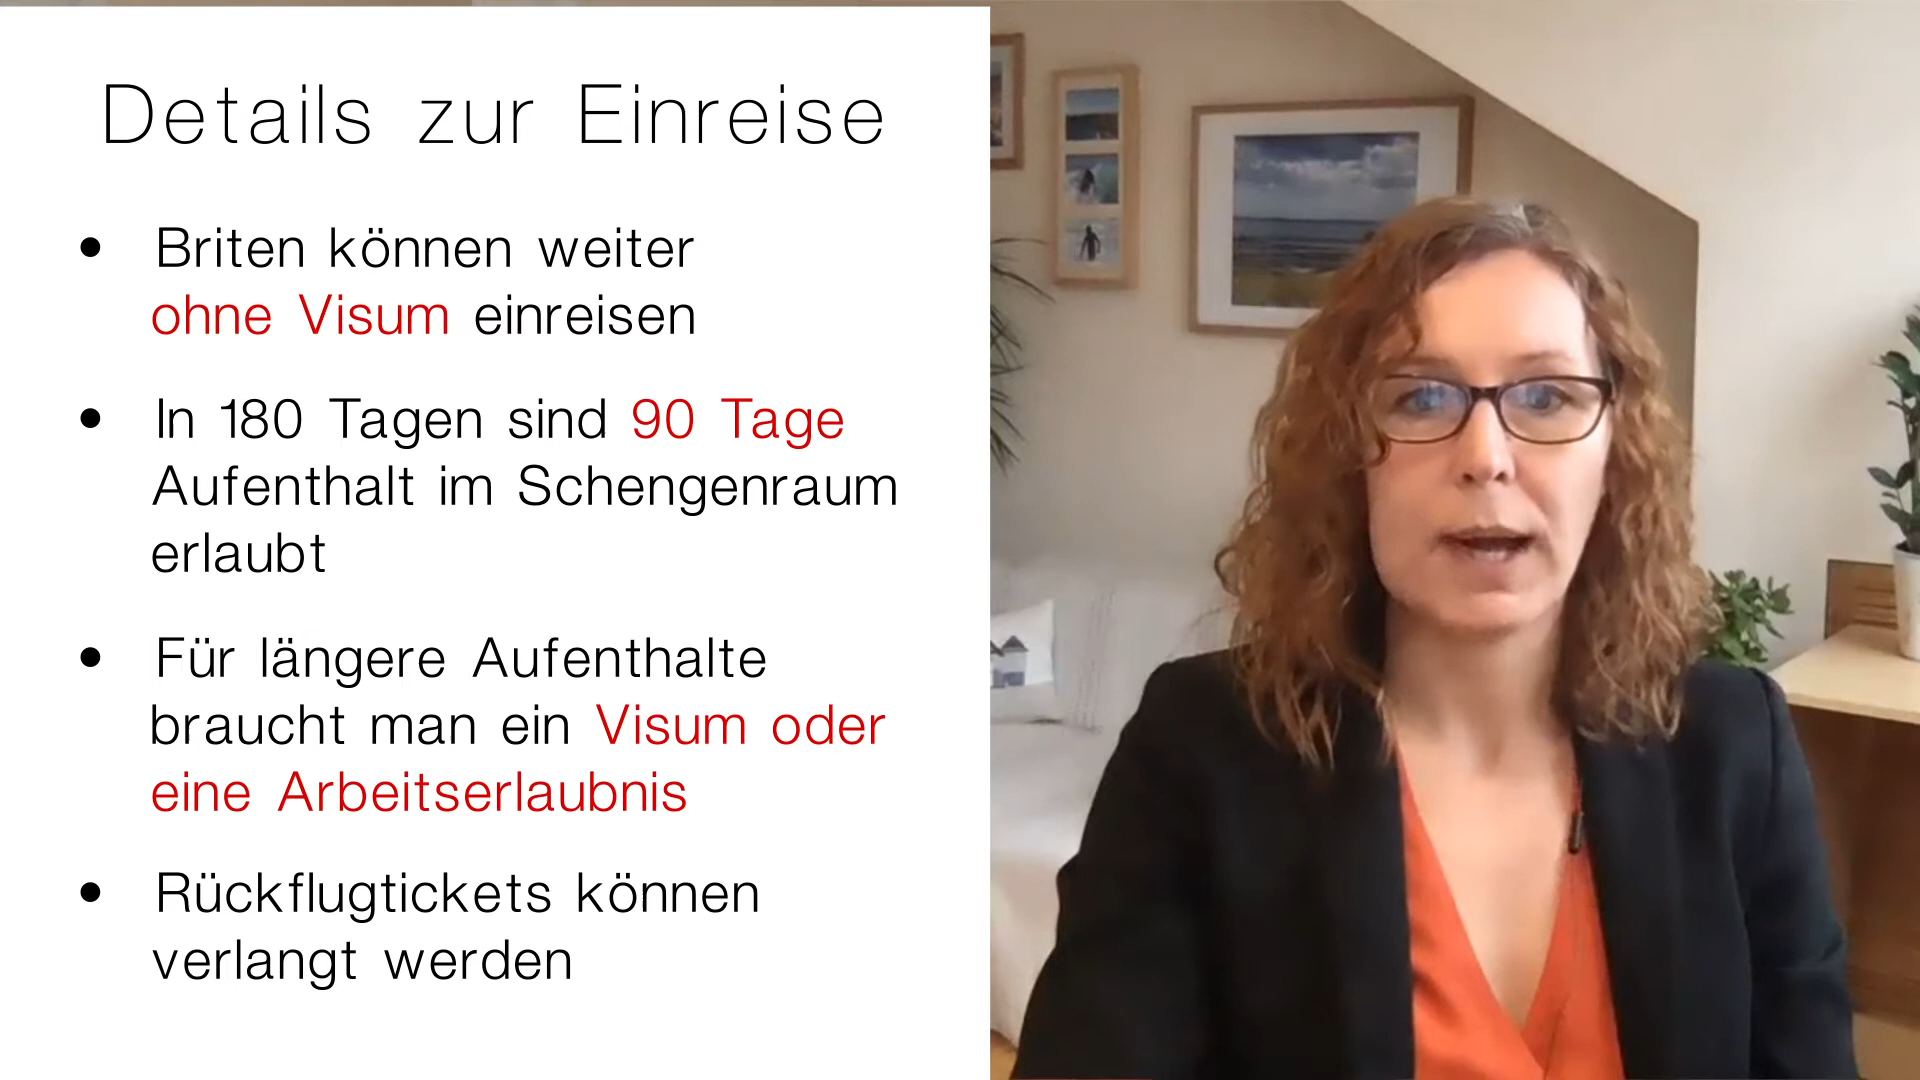 Details zur Einreise
• Briten können weiter
ohne Visum einreisen
• In 180 Tagen sind 90 Tage
Aufenthalt im Schengenraum
erlaubt
• Für längere Aufenthalte
braucht man ein Visum oder
eine Arbeitserlaubnis
• Rückflugtickets können
verlangt werden